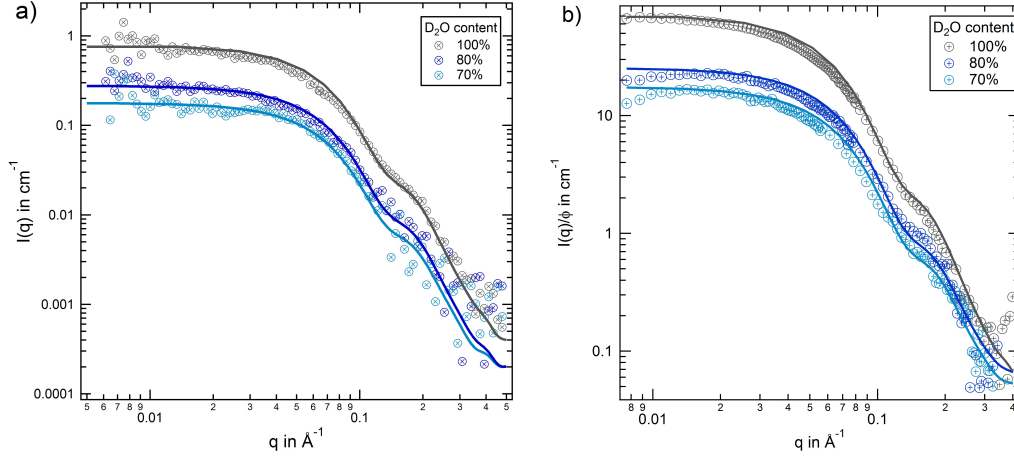 a)
D₂O content
100%
80%
70%
I(q) in cm⁻¹
1
0.1
0.01
0.001
0.0001
5 6 7 8 9 0.01 2 3 4 5 6 7 8 9 0.1 2 3 4 5
q in Å⁻¹
b)
D₂O content
100%
80%
70%
I(q)/ϕ in cm⁻¹
10
1
0.1
8 9 0.01 2 3 4 5 6 7 8 9 0.1 2 3 4
q in Å⁻¹